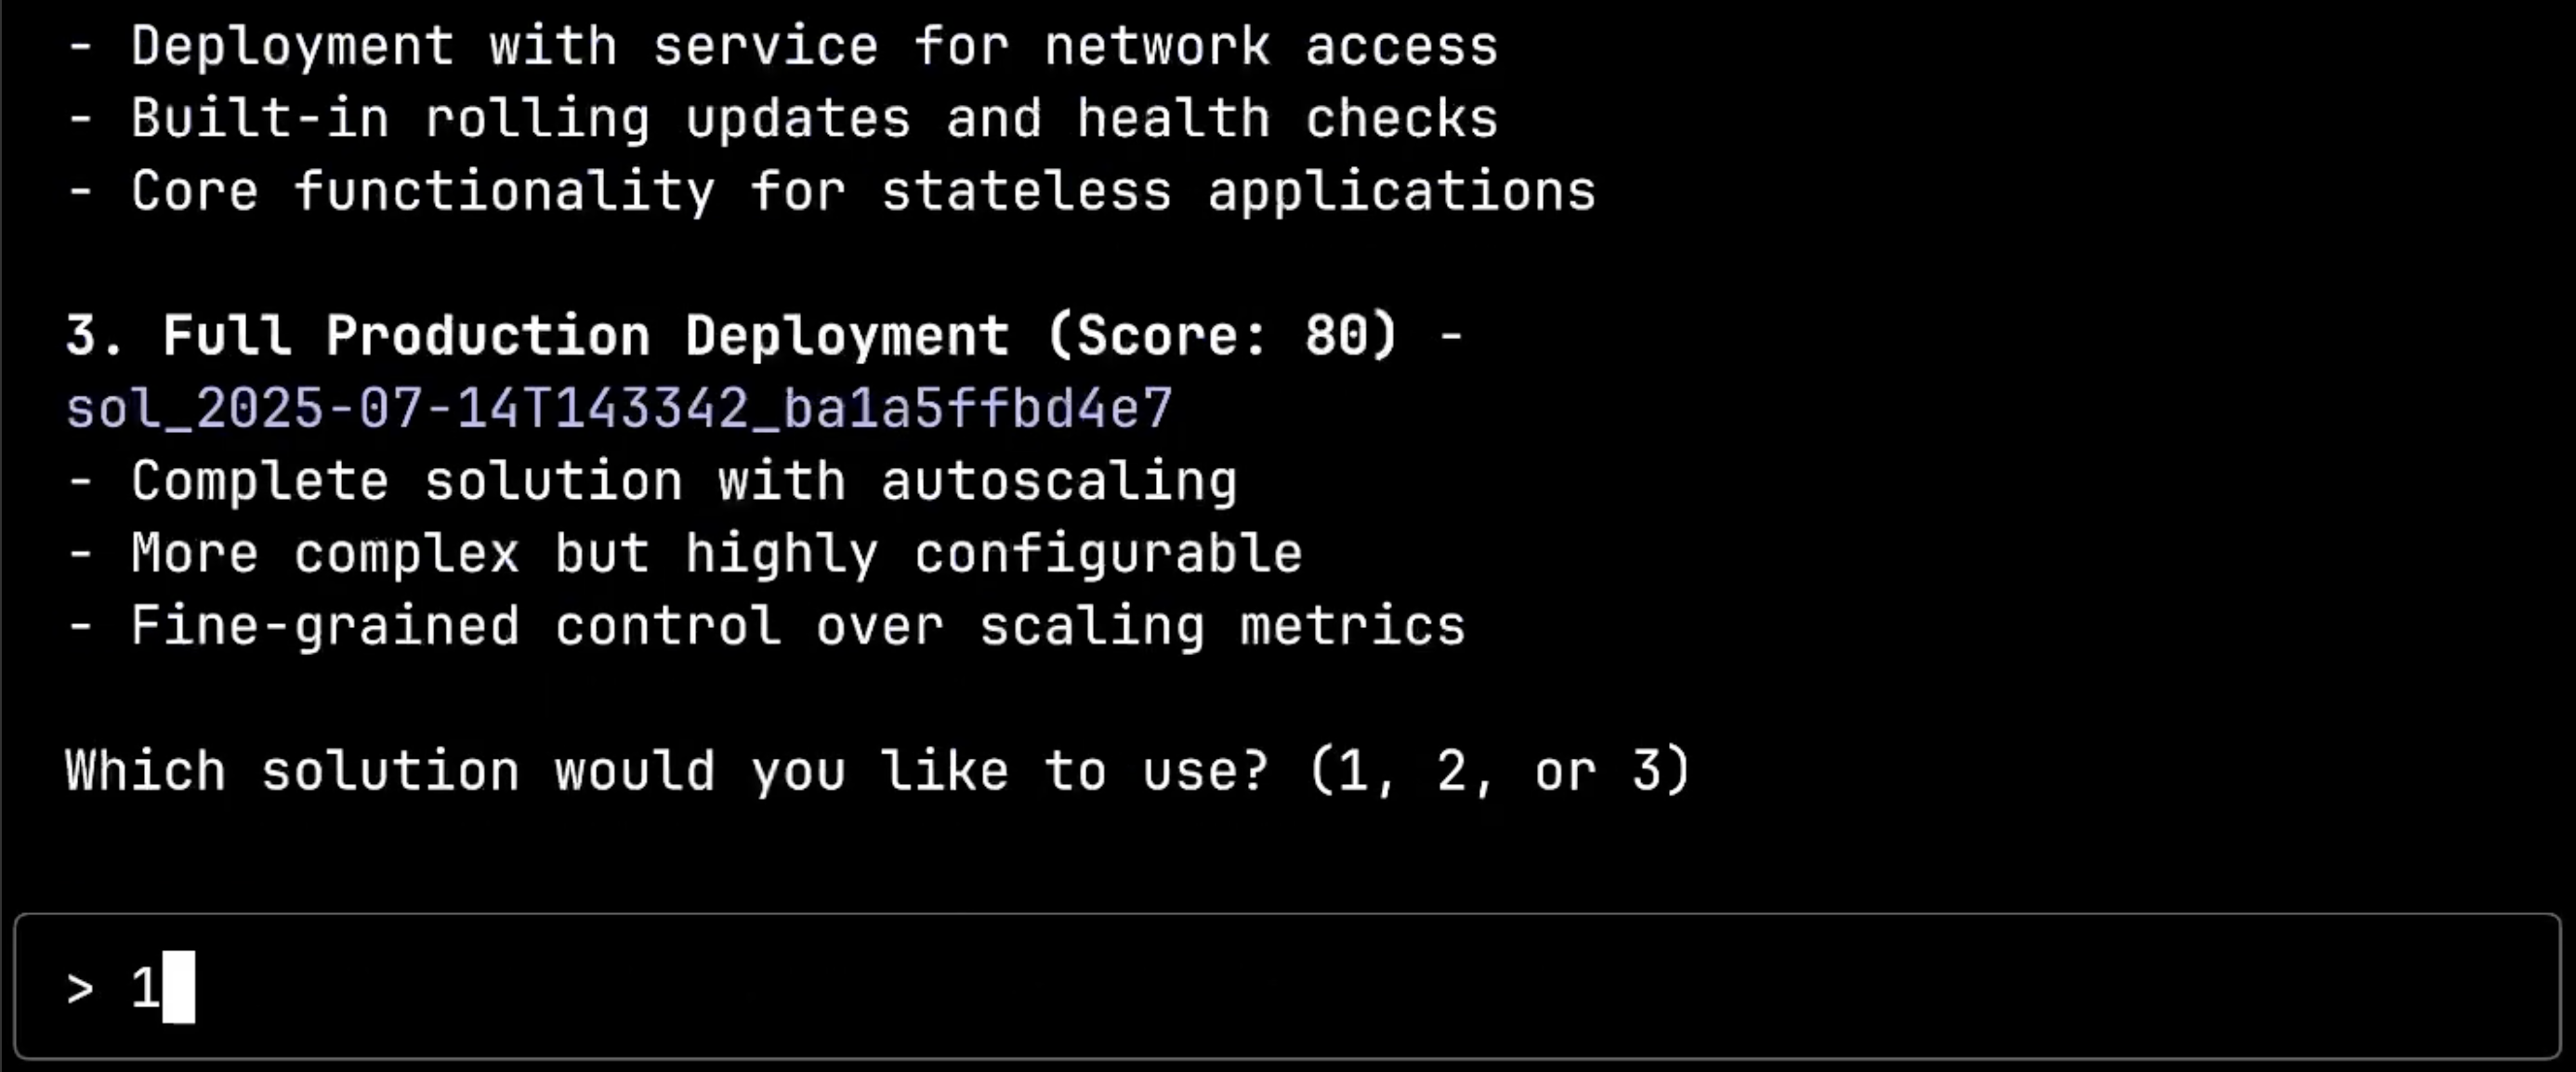 - Deployment with service for network access
- Built-in rolling updates and health checks
- Core functionality for stateless applications
3. Full Production Deployment (Score: 80) -
sol_2025-07-14T143342_ba1a5ffbd4e7
- Complete solution with autoscaling
- More complex but highly configurable
- Fine-grained control over scaling metrics
Which solution would you like to use? (1, 2, or 3)
> 1